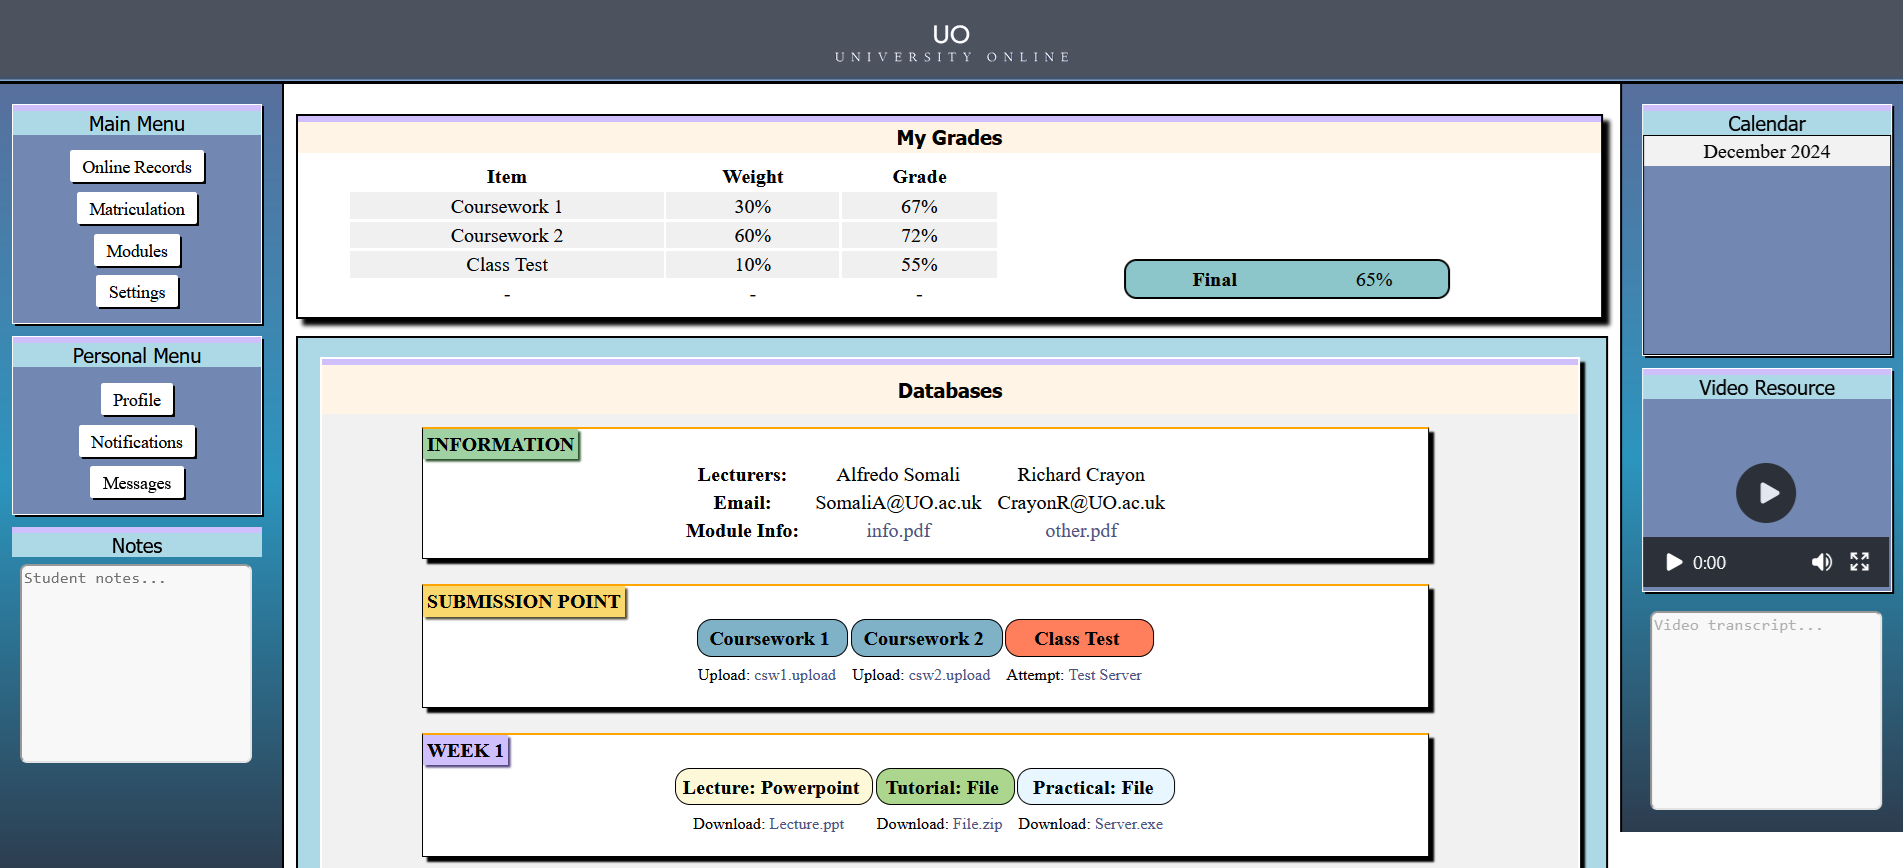 UO
UNIVERSITY ONLINE
Main Menu
Online Records
Matriculation
Modules
Settings
Personal Menu
Profile
Notifications
Messages
Notes
Student notes...
My Grades
Item Weight Grade
Coursework 1 30% 67%
Coursework 2 60% 72%
Class Test 10% 55%
- - -
Final 65%
Databases
INFORMATION
Lecturers: Alfredo Somali Richard Crayon
Email: SomaliA@UO.ac.uk CrayonR@UO.ac.uk
Module Info: info.pdf other.pdf
SUBMISSION POINT
Coursework 1 Coursework 2 Class Test
Upload: csw1.upload Upload: csw2.upload Attempt: Test Server
WEEK 1
Lecture: Powerpoint Tutorial: File Practical: File
Download: Lecture.ppt Download: File.zip Download: Server.exe
Calendar
December 2024
Video Resource
0:00
Video transcript...